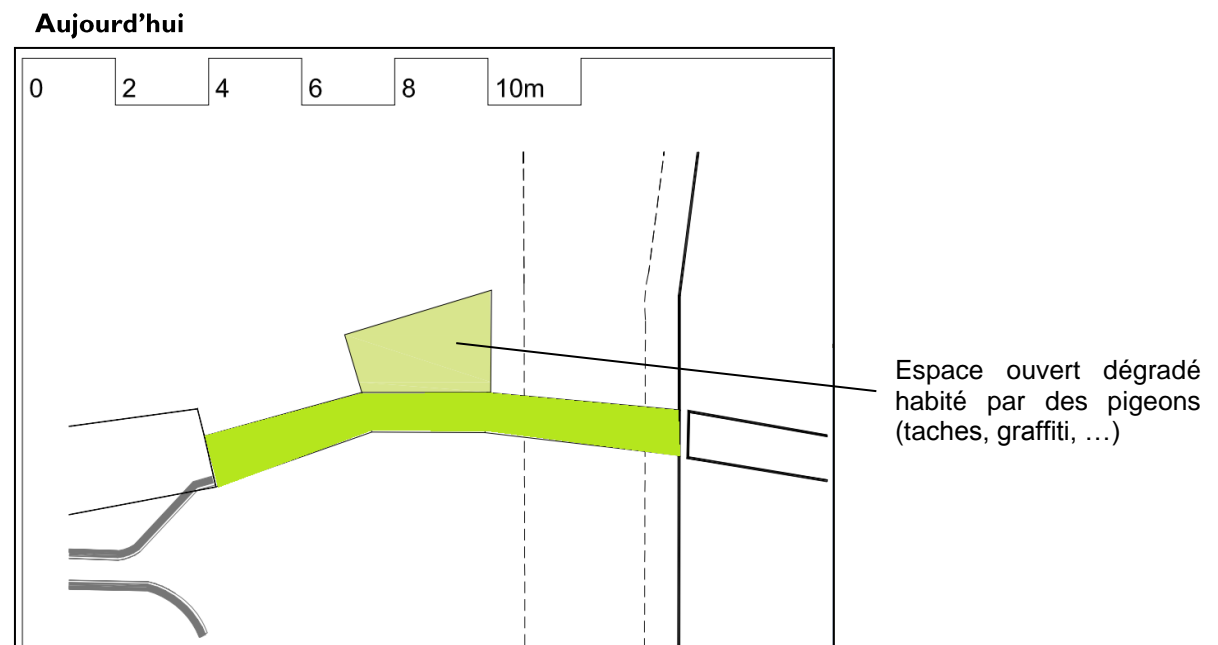 Aujourd'hui
0 2 4 6 8 10m
Espace ouvert dégradé
habité par des pigeons
(taches, graffiti, …)